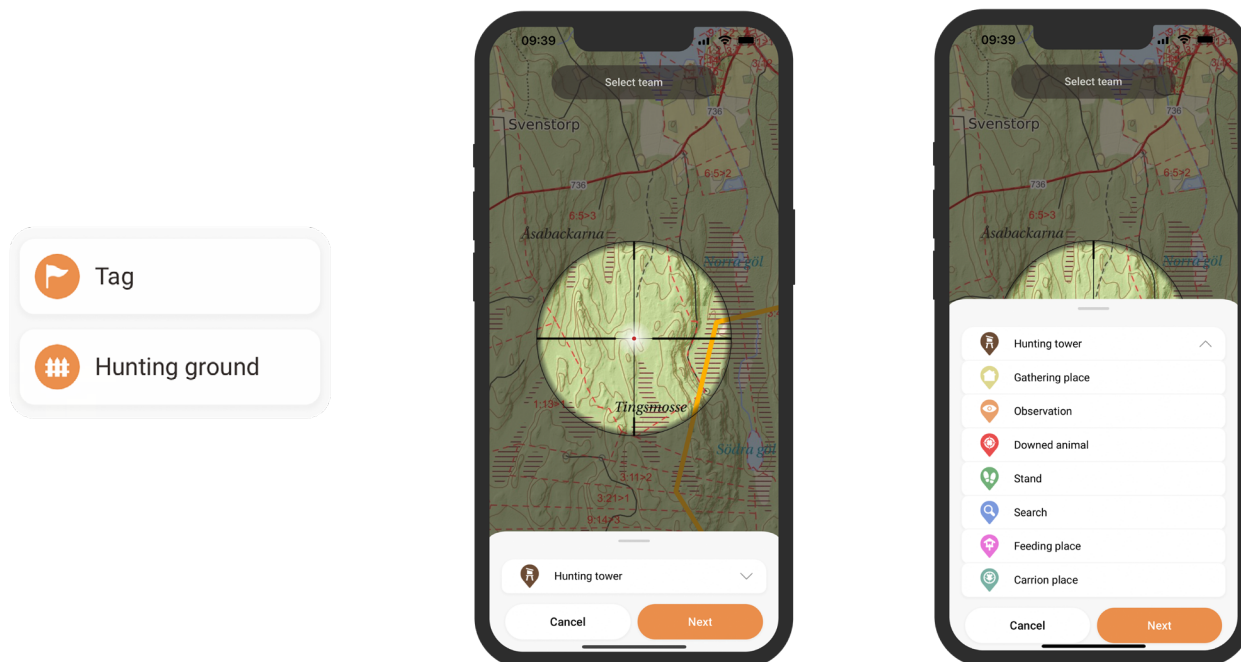 Tag
Hunting ground
09:39
Select team
Svenstorp
736
6:5>2
736
6:5>3
Åsabackarna
Norra göl
1:13>1
Tingsmosse
Södra göl
3:11>2
3:21>1
9:14>3
Hunting tower
Cancel
Next
09:39
Select team
Svenstorp
736
6:5>2
736
6:5>3
Åsabackarna
Norra göl
Hunting tower
Gathering place
Observation
Downed animal
Stand
Search
Feeding place
Carrion place
Cancel
Next